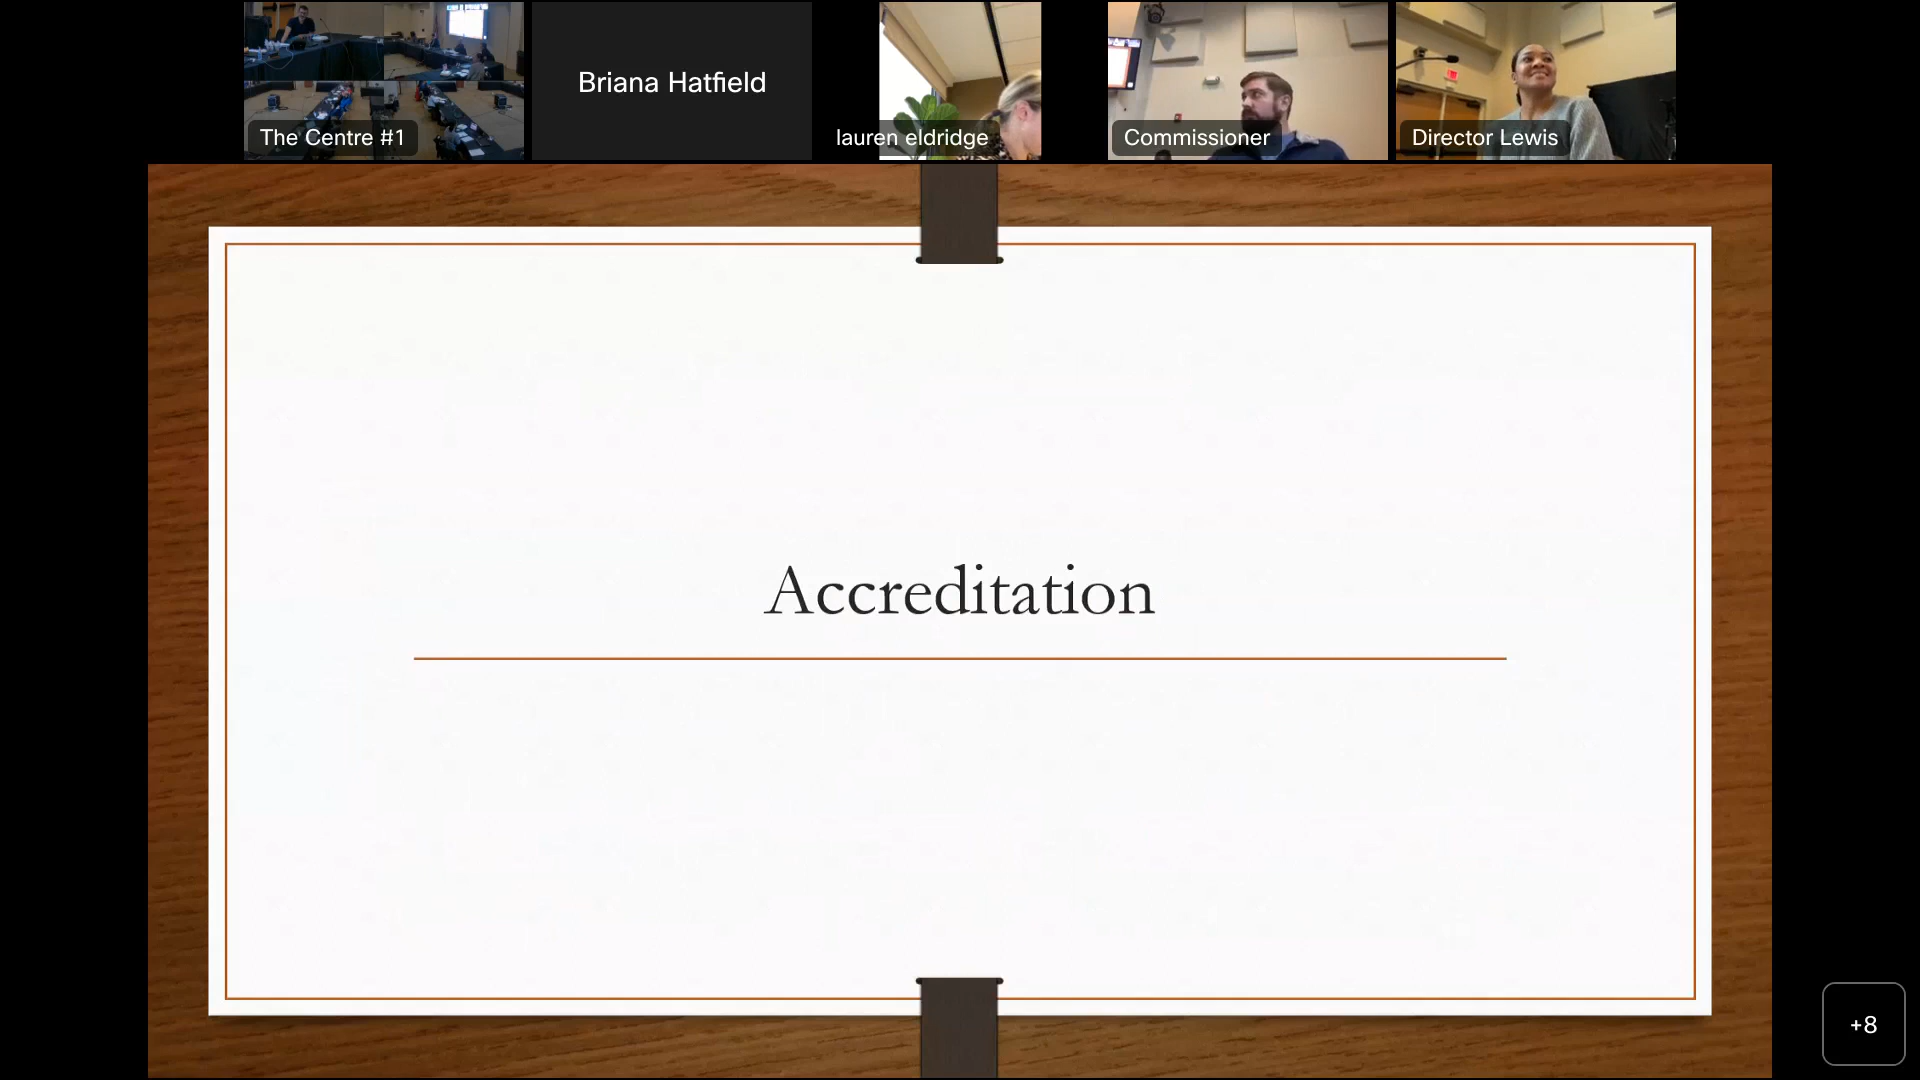 The Centre #1
Briana Hatfield
lauren eldridge
Commissioner
Director Lewis
Accreditation
+8